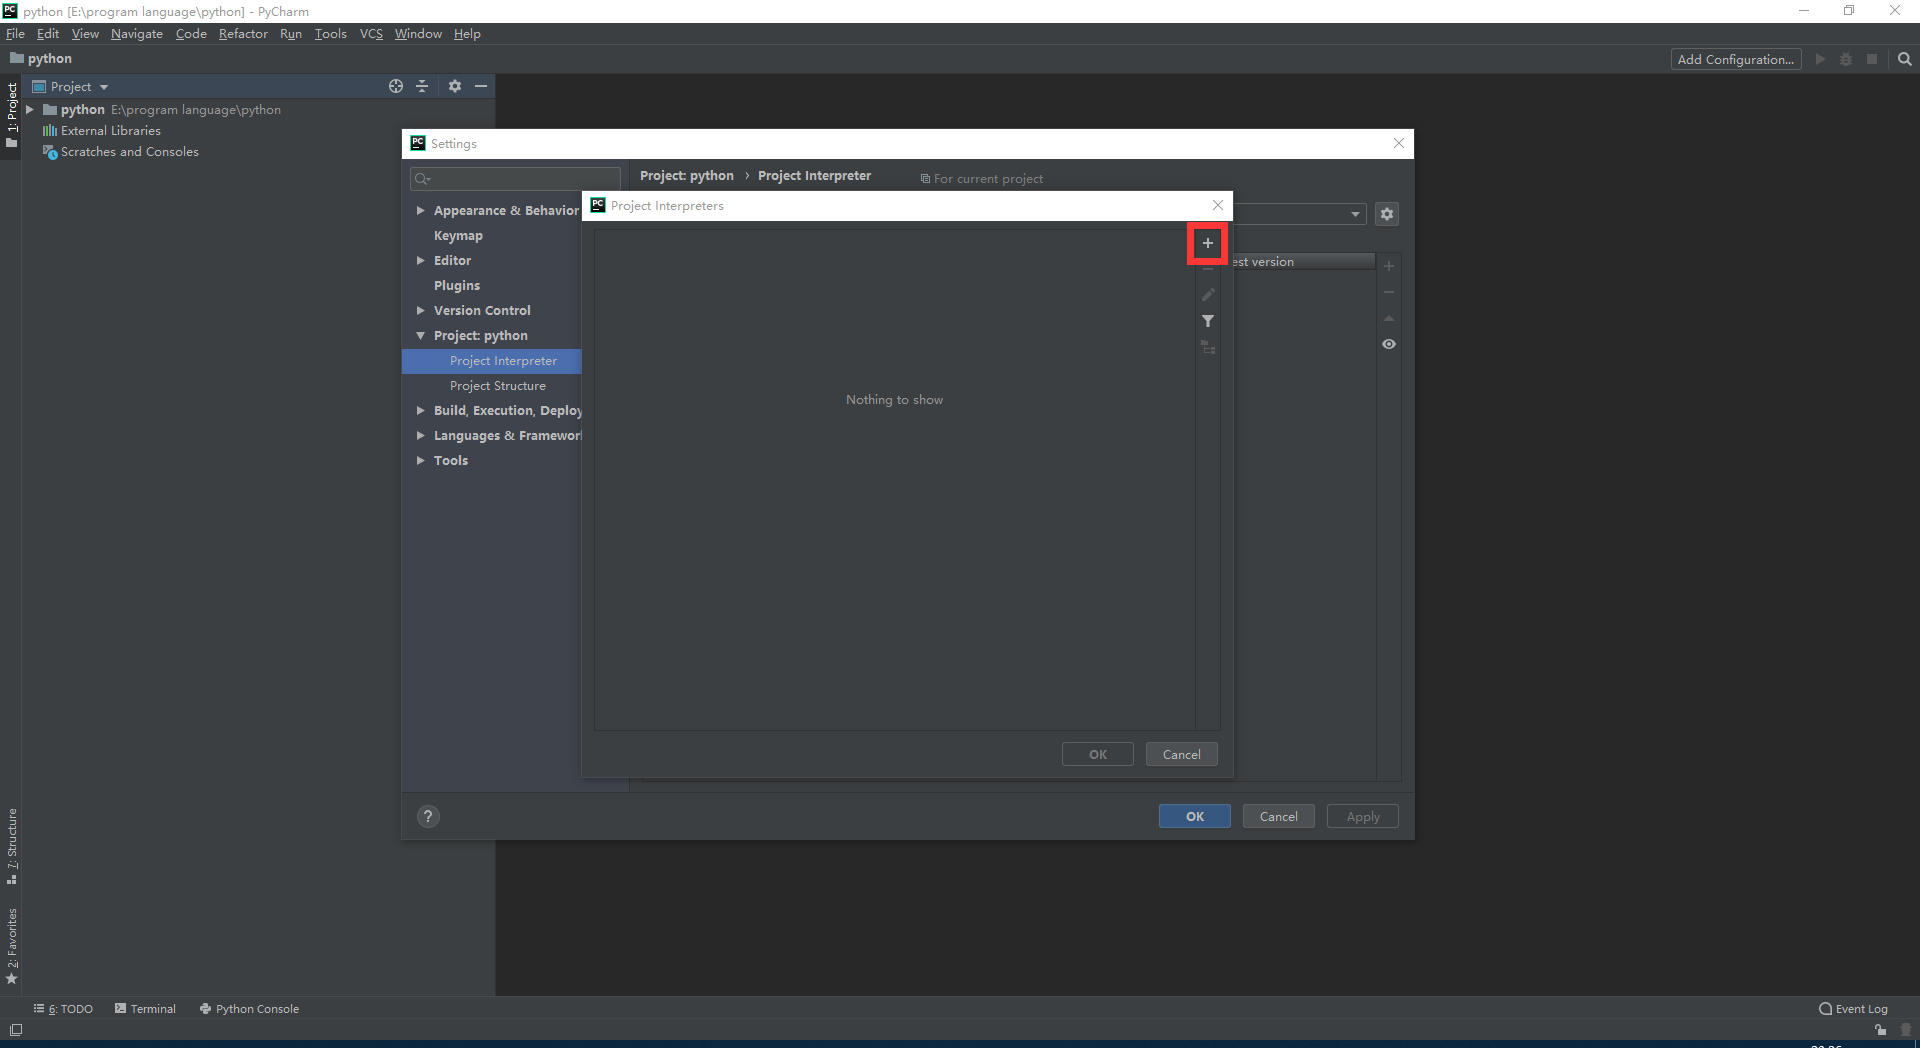 python [E:\program language\python] - PyCharm
File Edit View Navigate Code Refactor Run Tools VCS Window Help
python
Add Configuration...
1: Project
Project
python E:\program language\python
External Libraries
Scratches and Consoles
Settings
Project: python › Project Interpreter
For current project
Appearance & Behavior
Keymap
Editor
Plugins
Version Control
Project: python
Project Interpreter
Project Structure
Build, Execution, Deploy
Languages & Framewor
Tools
Project Interpreters
est version
Nothing to show
OK
Cancel
?
OK
Cancel
Apply
7: Structure
2: Favorites
6: TODO
Terminal
Python Console
Event Log